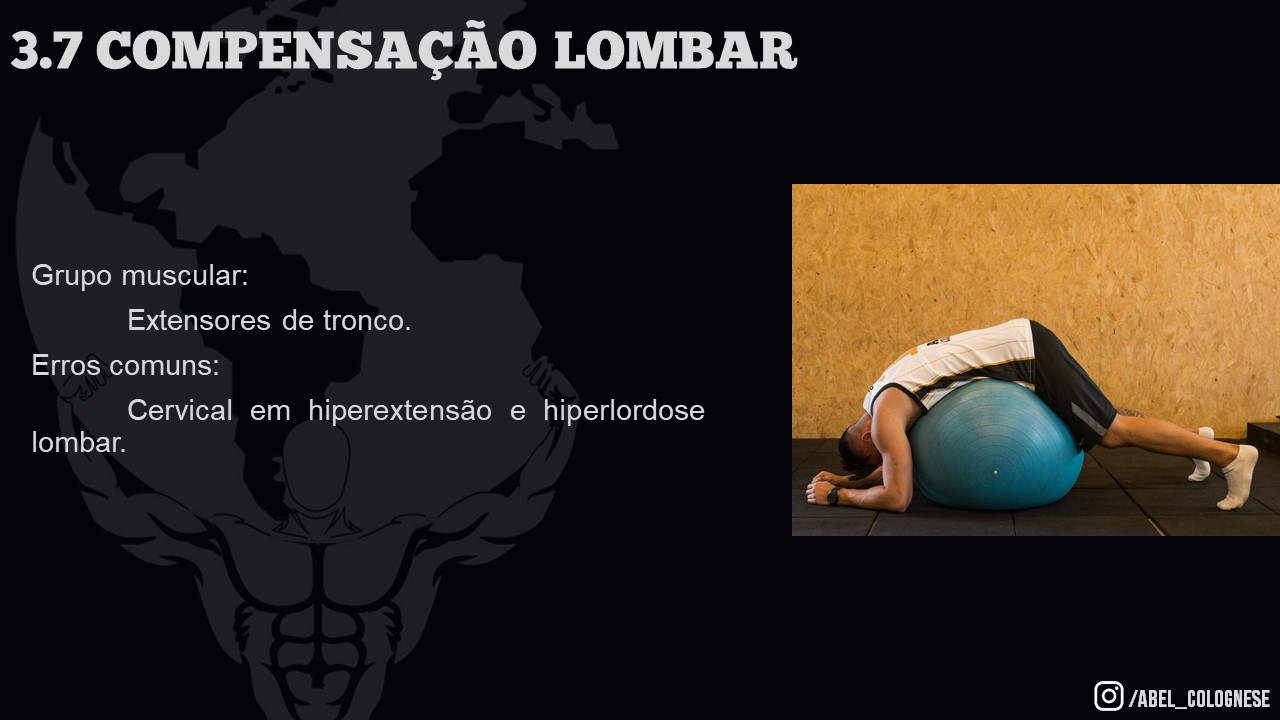 3.7 COMPENSAÇÃO LOMBAR
Grupo muscular:
Extensores de tronco.
Erros comuns:
Cervical em hiperextensão e hiperlordose
lombar.
/ABEL_COLOGNESE